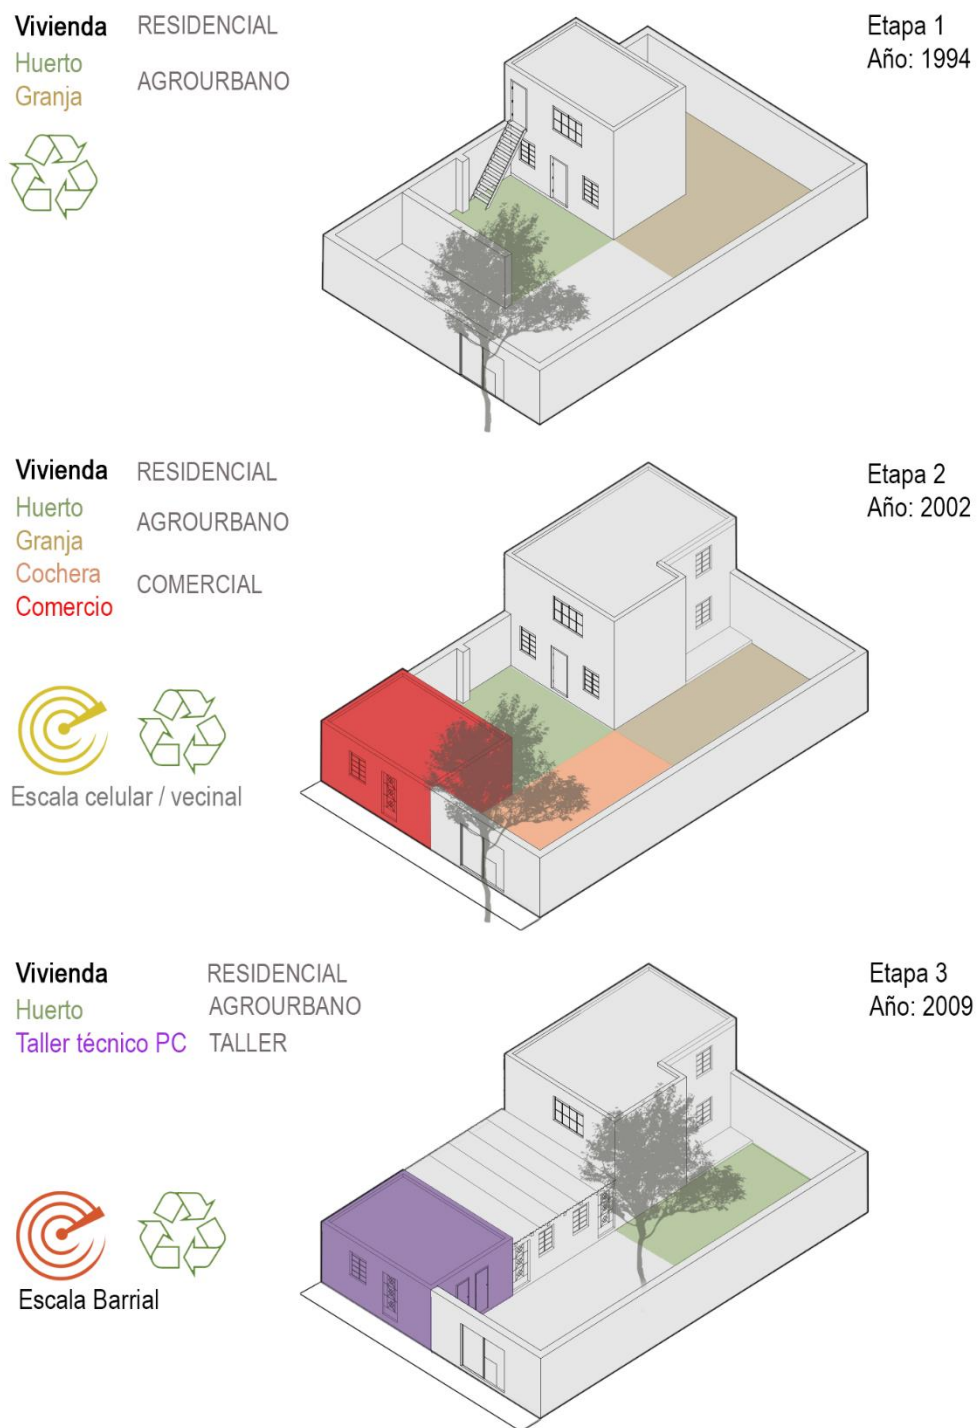 Vivienda RESIDENCIAL
Huerto
Granja
AGROURBANO
Etapa 1
Año: 1994
Vivienda RESIDENCIAL
Huerto
Granja
AGROURBANO
Cochera
Comercio
COMERCIAL
Escala celular / vecinal
Etapa 2
Año: 2002
Vivienda RESIDENCIAL
Huerto AGROURBANO
Taller técnico PC TALLER
Escala Barrial
Etapa 3
Año: 2009